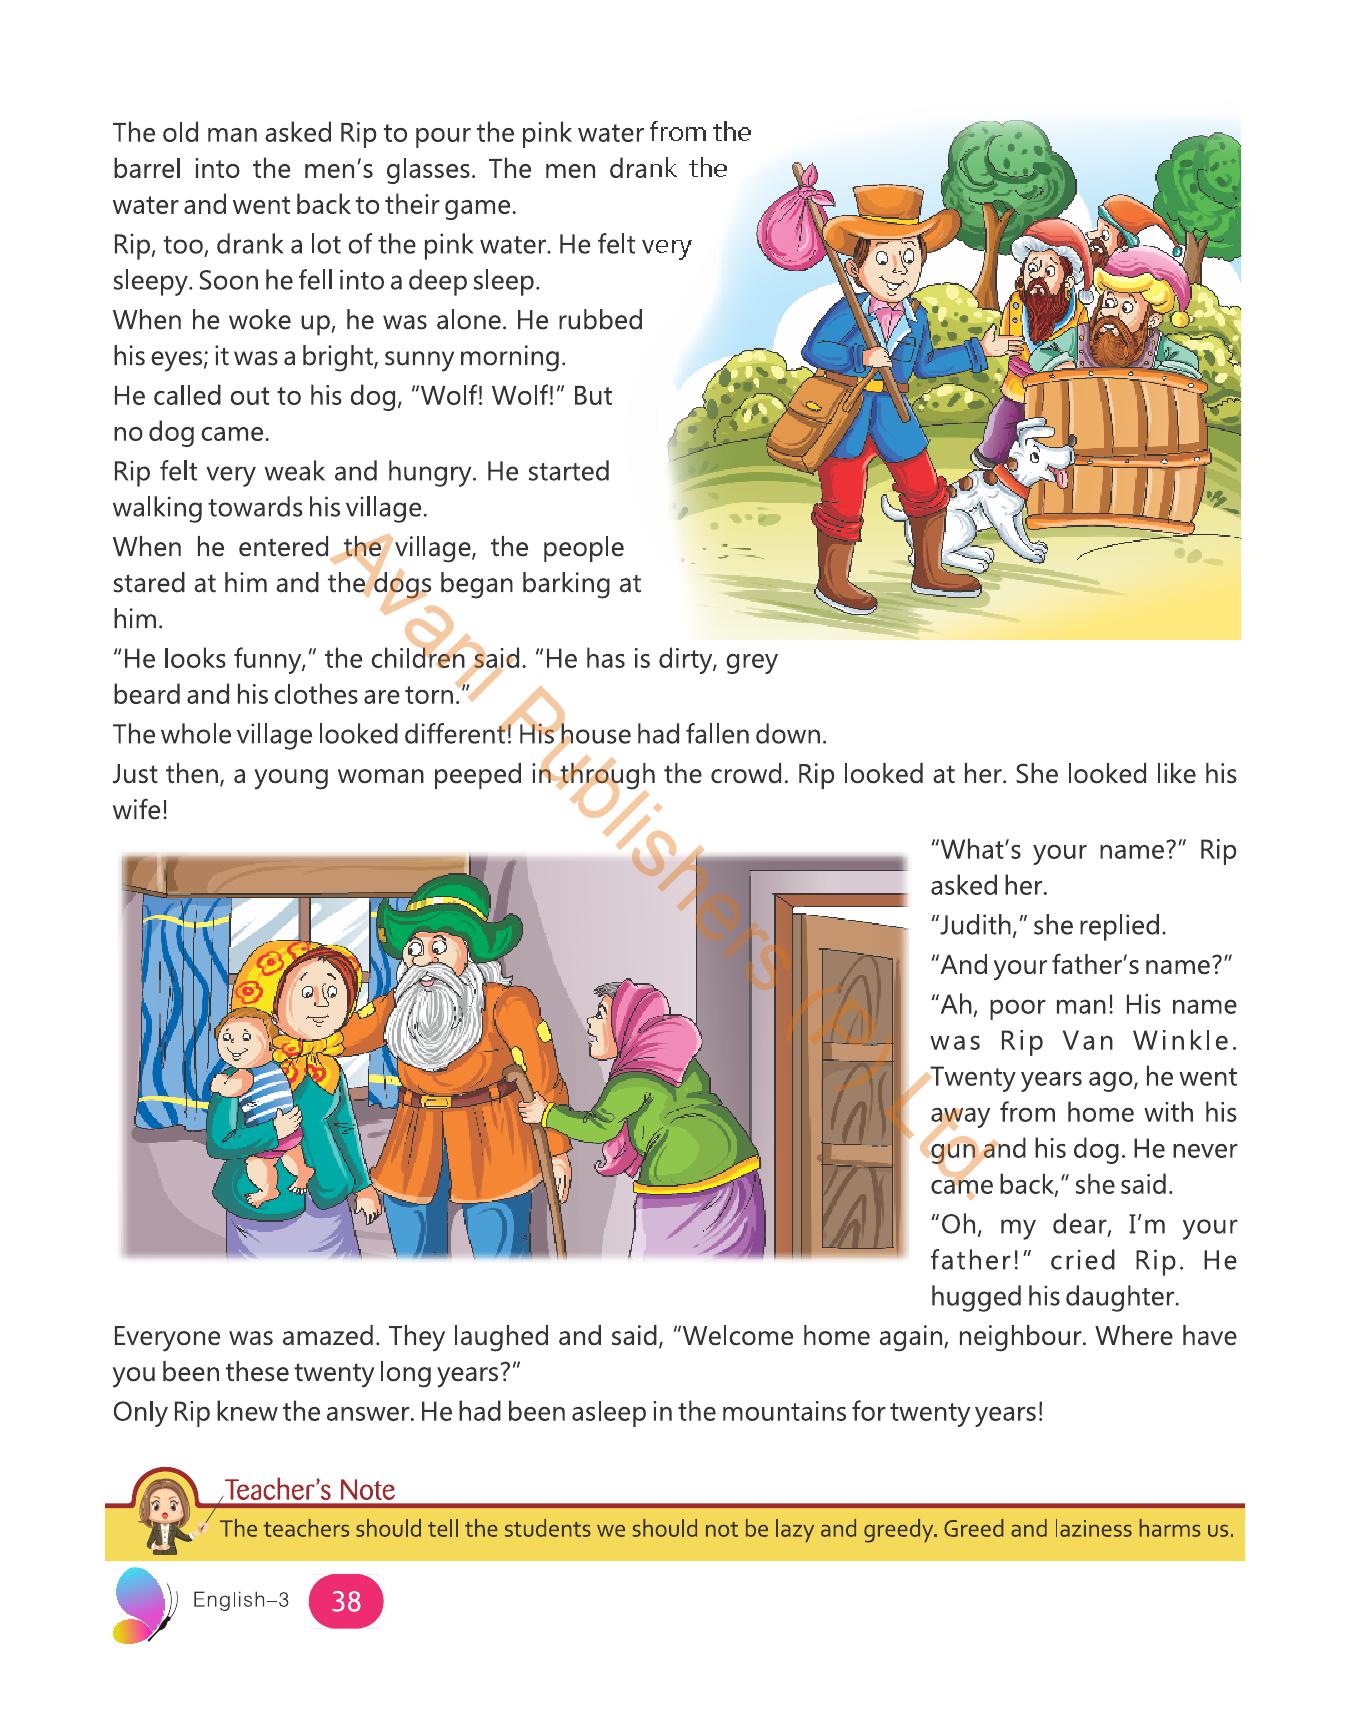 The old man asked Rip to pour the pink water from the
barrel into the men's glasses. The men drank the
water and went back to their game.
Rip, too, drank a lot of the pink water. He felt very
sleepy. Soon he fell into a deep sleep.
When he woke up, he was alone. He rubbed
his eyes; it was a bright, sunny morning.
He called out to his dog, “Wolf! Wolf!” But
no dog came.
Rip felt very weak and hungry. He started
walking towards his village.
When he entered the village, the people
stared at him and the dogs began barking at
him.
“He looks funny,” the children said. “He has is dirty, grey
beard and his clothes are torn.”
The whole village looked different! His house had fallen down.
Just then, a young woman peeped in through the crowd. Rip looked at her. She looked like his
wife!
“What's your name?” Rip
asked her.
“Judith,” she replied.
“And your father's name?”
“Ah, poor man! His name
was Rip Van Winkle.
Twenty years ago, he went
away from home with his
gun and his dog. He never
came back,” she said.
“Oh, my dear, I'm your
father!” cried Rip. He
hugged his daughter.
Everyone was amazed. They laughed and said, “Welcome home again, neighbour. Where have
you been these twenty long years?”
Only Rip knew the answer. He had been asleep in the mountains for twenty years!
Teacher's Note
The teachers should tell the students we should not be lazy and greedy. Greed and laziness harms us.
English–3 38
Avani Publishers (P) Ltd.